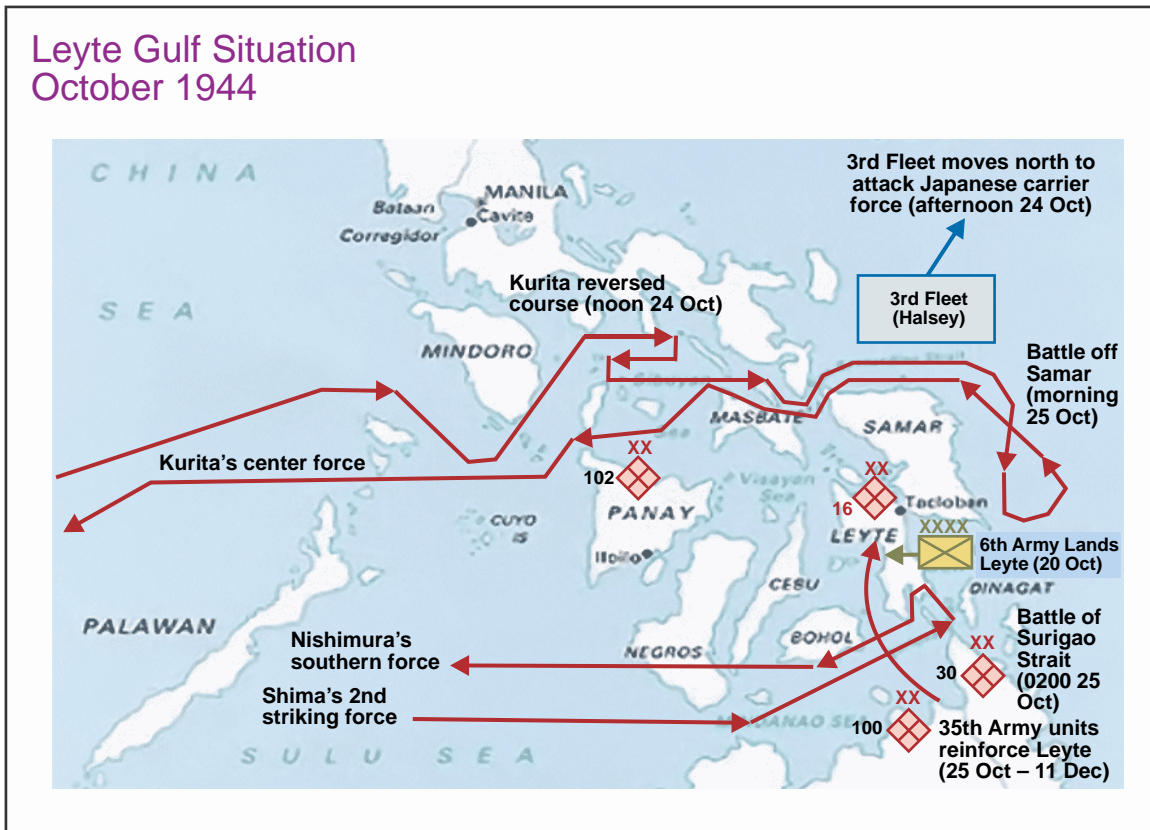 Leyte Gulf Situation
October 1944
CHINA
SEA
MANILA
Bataan
Cavite
Corregidor
3rd Fleet moves north to
attack Japanese carrier
force (afternoon 24 Oct)
3rd Fleet
(Halsey)
Kurita reversed
course (noon 24 Oct)
MINDORO
Battle off
Samar
(morning
25 Oct)
MASBATE
SAMAR
Kurita's center force
XX
102
PANAY
Iloilo
CUYO
IS
Visayan
Sea
XX
16
Tacloban
LEYTE
XXXX
6th Army Lands
Leyte (20 Oct)
DINAGAT
CEBU
PALAWAN
NEGROS
BOHOL
Nishimura's
southern force
Shima's 2nd
striking force
Battle of
Surigao
Strait
(0200 25
Oct)
XX
30
XX
100
35th Army units
reinforce Leyte
(25 Oct – 11 Dec)
SULU SEA